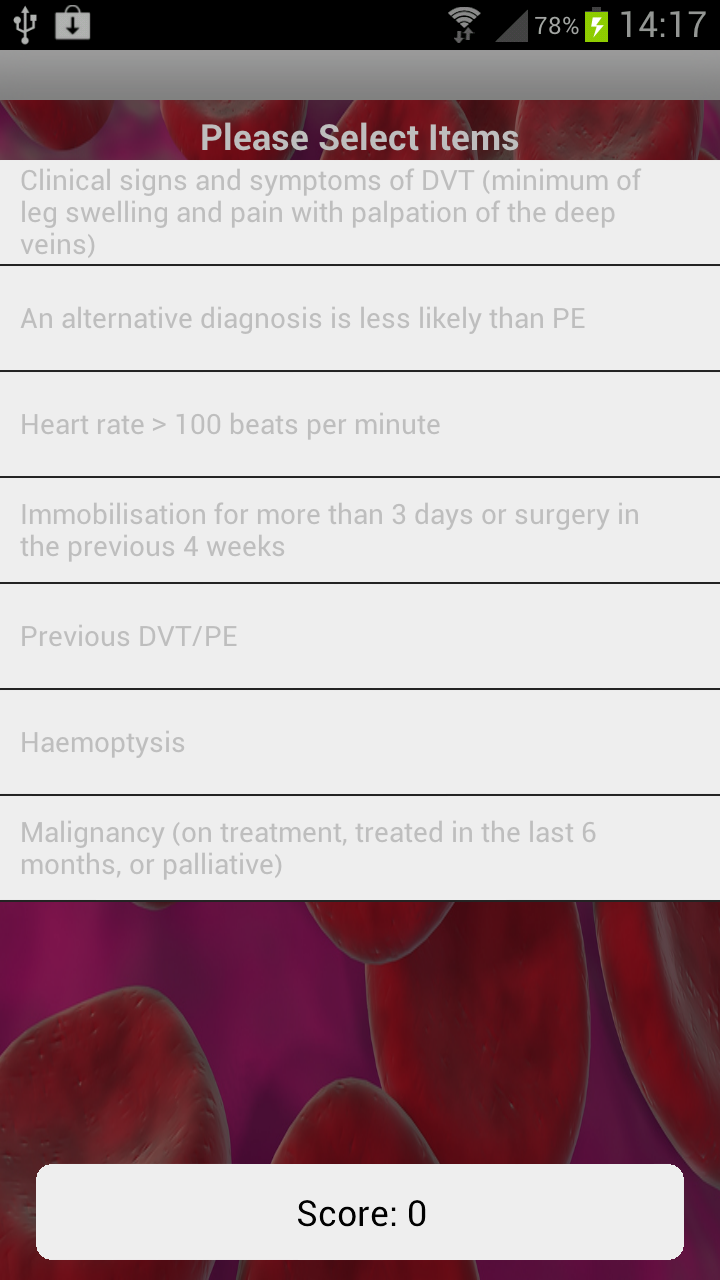 78% 14:17
Please Select Items
Clinical signs and symptoms of DVT (minimum of
leg swelling and pain with palpation of the deep
veins)
An alternative diagnosis is less likely than PE
Heart rate > 100 beats per minute
Immobilisation for more than 3 days or surgery in
the previous 4 weeks
Previous DVT/PE
Haemoptysis
Malignancy (on treatment, treated in the last 6
months, or palliative)
Score: 0